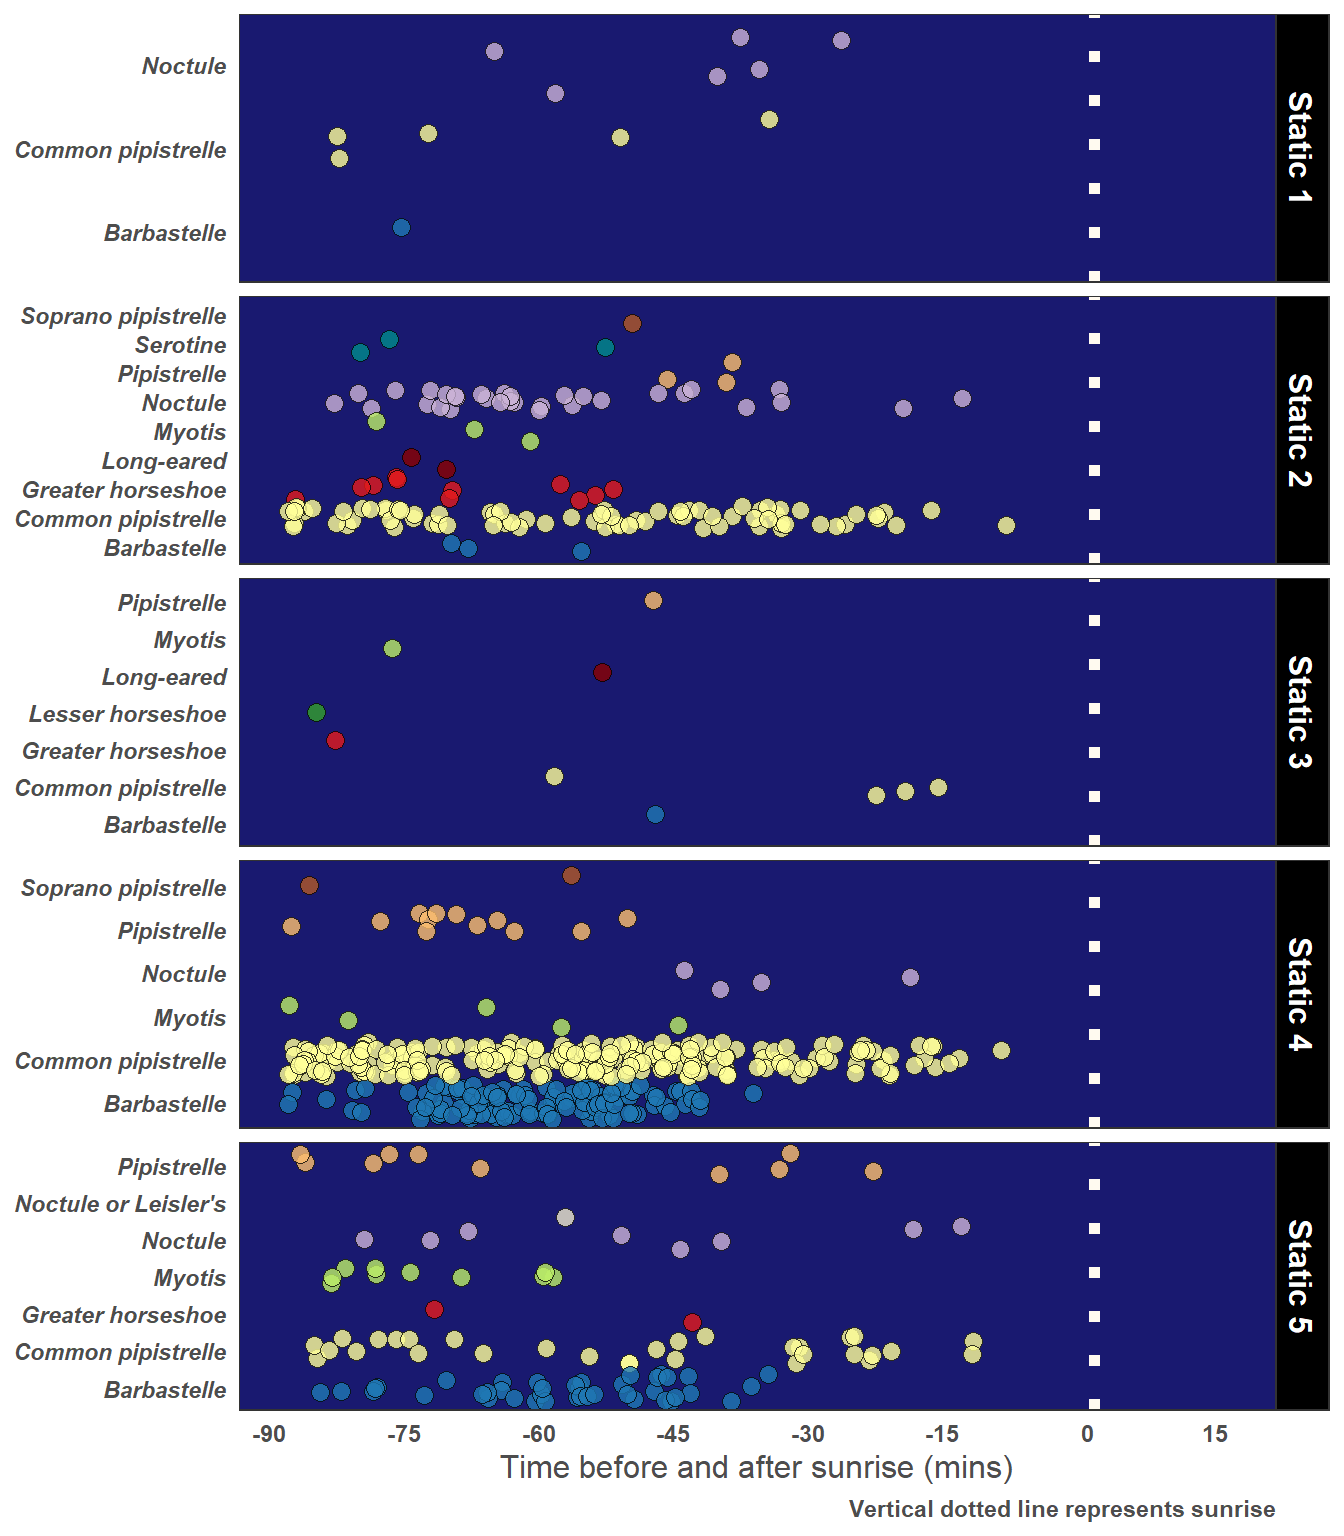 Noctule
Common pipistrelle
Barbastelle
Static 1
Soprano pipistrelle
Serotine
Pipistrelle
Noctule
Myotis
Long-eared
Greater horseshoe
Common pipistrelle
Barbastelle
Static 2
Pipistrelle
Myotis
Long-eared
Lesser horseshoe
Greater horseshoe
Common pipistrelle
Barbastelle
Static 3
Soprano pipistrelle
Pipistrelle
Noctule
Myotis
Common pipistrelle
Barbastelle
Static 4
Pipistrelle
Noctule or Leisler's
Noctule
Myotis
Greater horseshoe
Common pipistrelle
Barbastelle
Static 5
-90 -75 -60 -45 -30 -15 0 15
Time before and after sunrise (mins)
Vertical dotted line represents sunrise